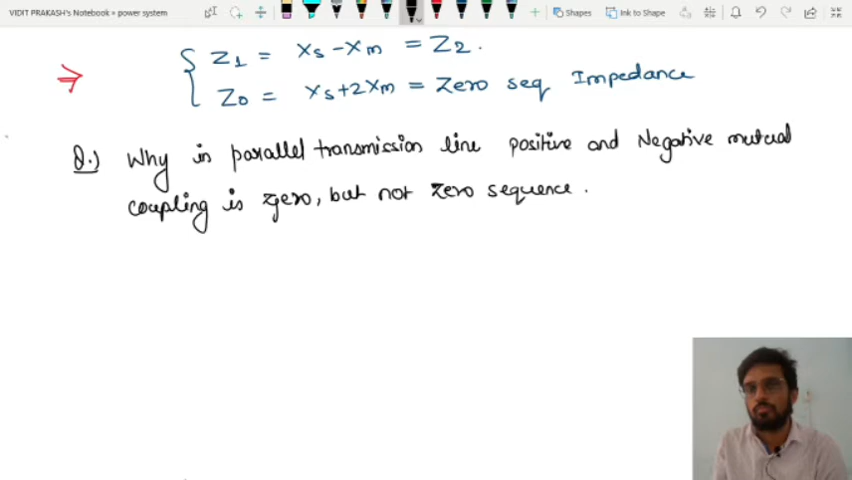 VIDIT PRAKASH's Notebook » power system
Shapes
Ink to Shape
Z1 = Xs-Xm = Z2.
⇒
Z0 = Xs+2Xm = Zero seq Impedance
Q.) Why in parallel transmission line positive and Negative mutual
coupling is zero, but not zero sequence.